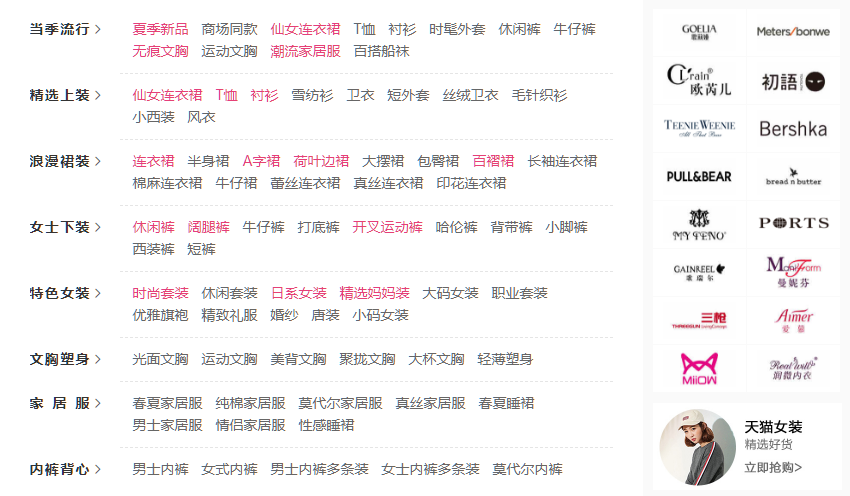 当季流行 > 夏季新品 商场同款 仙女连衣裙 T恤 衬衫 时髦外套 休闲裤 牛仔裤
无痕文胸 运动文胸 潮流家居服 百搭船袜
精选上装 > 仙女连衣裙 T恤 衬衫 雪纺衫 卫衣 短外套 丝绒卫衣 毛针织衫
小西装 风衣
浪漫裙装 > 连衣裙 半身裙 A字裙 荷叶边裙 大摆裙 包臀裙 百褶裙 长袖连衣裙
棉麻连衣裙 牛仔裙 蕾丝连衣裙 真丝连衣裙 印花连衣裙
女士下装 > 休闲裤 阔腿裤 牛仔裤 打底裤 开叉运动裤 哈伦裤 背带裤 小脚裤
西装裤 短裤
特色女装 > 时尚套装 休闲套装 日系女装 精选妈妈装 大码女装 职业套装
优雅旗袍 精致礼服 婚纱 唐装 小码女装
文胸塑身 > 光面文胸 运动文胸 美背文胸 聚拢文胸 大杯文胸 轻薄塑身
家居服 > 春夏家居服 纯棉家居服 莫代尔家居服 真丝家居服 春夏睡裙
男士家居服 情侣家居服 性感睡裙
内裤背心 > 男士内裤 女式内裤 男士内裤多条装 女士内裤多条装 莫代尔内裤
GOELIA
Meters/bonwe
CLrain®
欧芮儿
初語
TEENIE WEENIE
Bershka
PULL&BEAR
bread n butter
MYTENO
PORTS
GAINREEL
歌瑞尔
ManiForm
曼妮芬
三枪
THREEGUN
Aimer
爱慕
MiiOW
润微内衣
天猫女装
精选好货
立即抢购>